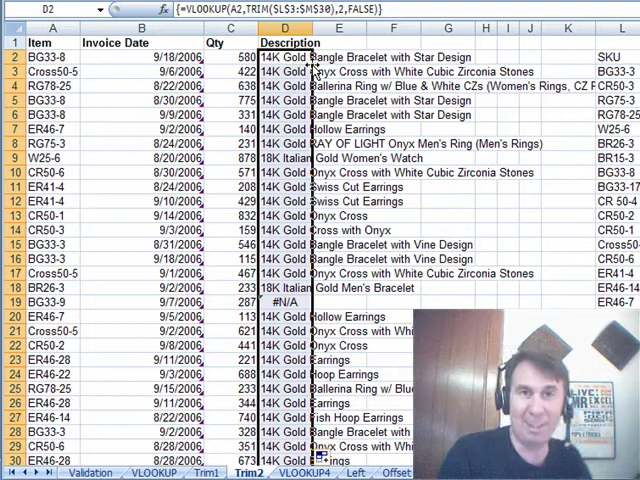 D2 {=VLOOKUP(A2,TRIM($L$3:$M$30),2,FALSE)}
A B C D E F G H I J K L
1 Item Invoice Date Qty Description
2 BG33-8 9/18/2006 580 14K Gold Bangle Bracelet with Star Design SKU
3 Cross50-5 9/6/2006 422 14K Gold Onyx Cross with White Cubic Zirconia Stones BG33-3
4 RG78-25 8/22/2006 638 14K Gold Ballerina Ring w/ Blue & White CZs (Women's Rings, CZ R CR50-3
5 BG33-8 8/30/2006 775 14K Gold Bangle Bracelet with Star Design RG75-3
6 BG33-8 9/9/2006 331 14K Gold Bangle Bracelet with Star Design RG78-25
7 ER46-7 9/2/2006 140 14K Gold Hollow Earrings W25-6
8 RG75-3 8/24/2006 231 14K Gold RAY OF LIGHT Onyx Men's Ring (Men's Rings) BR26-3
9 W25-6 8/20/2006 878 18K Italian Gold Women's Watch BR15-3
10 CR50-6 8/30/2006 571 14K Gold Onyx Cross with White Cubic Zirconia Stones BG33-8
11 ER41-4 8/24/2006 208 14K Gold Swiss Cut Earrings BG33-17
12 ER41-4 9/10/2006 429 14K Gold Swiss Cut Earrings CR 50-4
13 CR50-1 9/14/2006 832 14K Gold Onyx Cross CR50-2
14 CR50-3 9/3/2006 159 14K Gold Cross with Onyx CR50-1
15 BG33-3 8/31/2006 546 14K Gold Bangle Bracelet with Vine Design Cross50-5
16 BG33-3 9/18/2006 115 14K Gold Bangle Bracelet with Vine Design CR50-6
17 Cross50-5 9/1/2006 467 14K Gold Onyx Cross with White Cubic Zirconia Stones ER41-4
18 BR26-3 9/2/2006 233 18K Italian Gold Men's Bracelet ER46-14
19 BG33-9 9/7/2006 287 #N/A ER46-7
20 ER46-7 9/5/2006 113 14K Gold Hollow Earrings
21 Cross50-5 9/2/2006 621 14K Gold Onyx Cross with Whi
22 CR50-2 9/8/2006 441 14K Gold Onyx Cross
23 ER46-28 9/11/2006 221 14K Gold Earrings
24 ER46-22 9/3/2006 688 14K Gold Hoop Earrings
25 RG78-25 9/15/2006 233 14K Gold Ballerina Ring w/ Blu
26 ER46-28 9/11/2006 344 14K Gold Earrings
27 ER46-14 8/22/2006 740 14K Gold Fish Hoop Earrings
28 BG33-3 9/2/2006 328 14K Gold Bangle Bracelet with
29 CR50-6 8/28/2006 351 14K Gold Onyx Cross with Whi
30 ER46-28 8/28/2006 673 14K Gold
Validation VLOOKUP Trim1 Trim2 VLOOKUP4 Left Offset
LIVE!
MR EXCEL